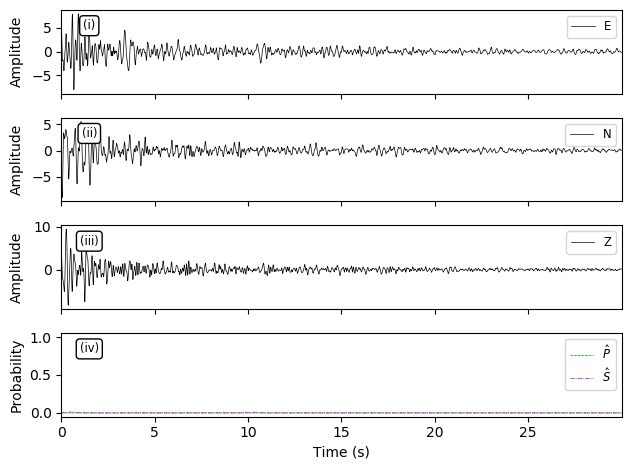 (i)
E
5
0
−5
Amplitude
(ii)
N
5
0
−5
Amplitude
(iii)
Z
10
0
Amplitude
(iv)
P̂
Ŝ
1.0
0.5
0.0
Probability
0 5 10 15 20 25
Time (s)